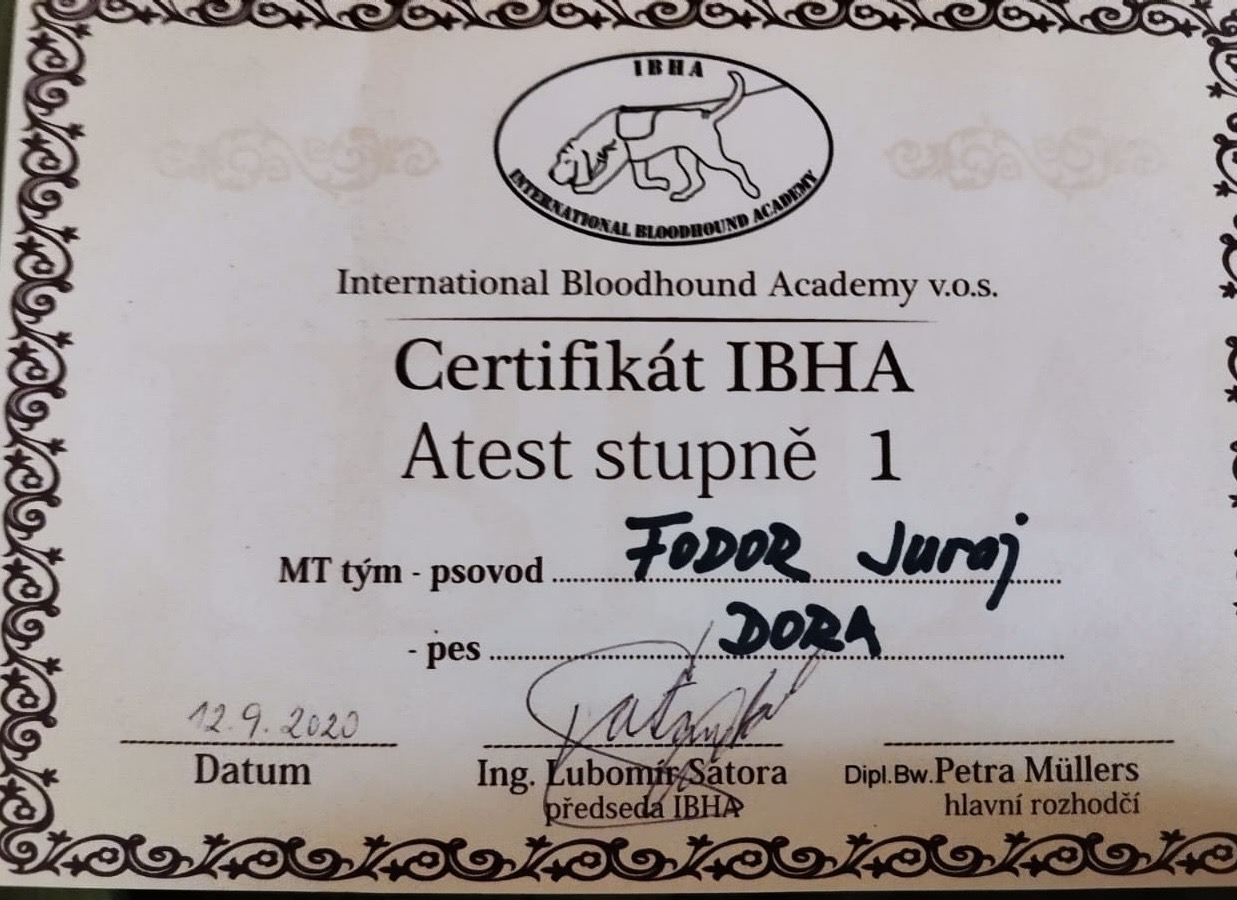 IBHA
INTERNATIONAL BLOODHOUND ACADEMY
International Bloodhound Academy v.o.s.
Certifikát IBHA
Atest stupně 1
MT tým - psovod FODOR Juraj
- pes DORA
12.9.2020
Datum
Ing. Lubomír Šatora
předseda IBHA
Dipl.Bw. Petra Müllers
hlavní rozhodčí